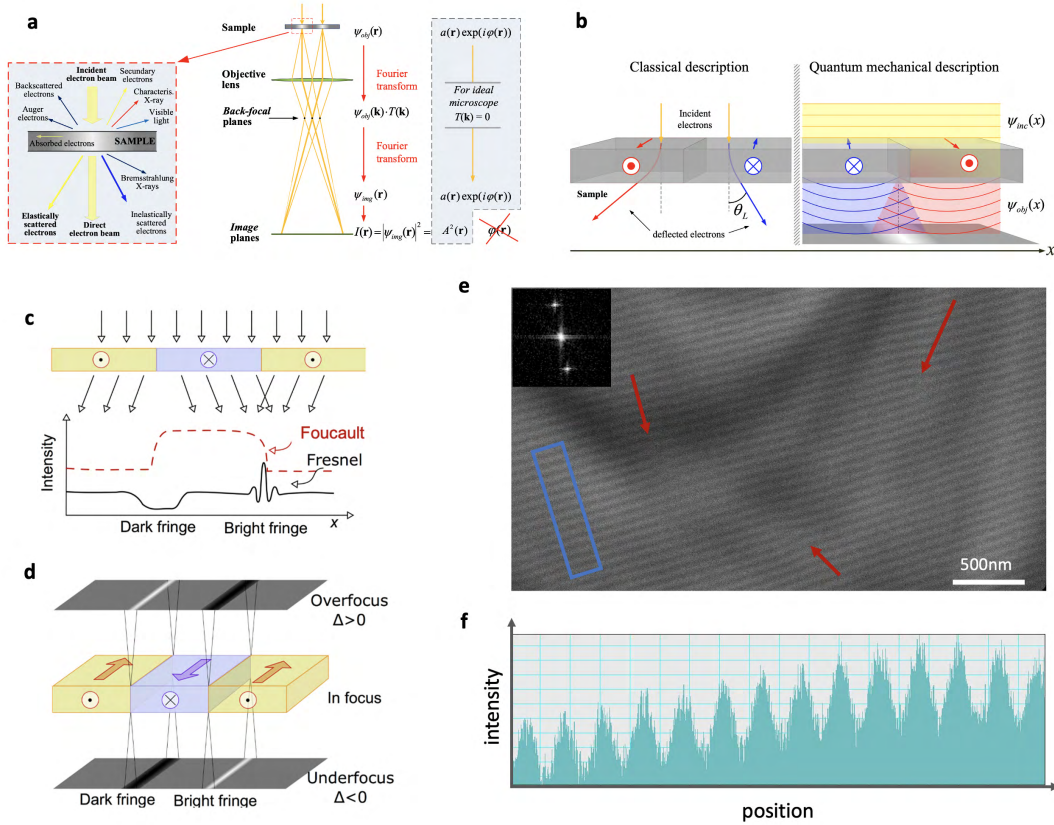 a
Sample
ψobj(r)
a(r)exp(iφ(r))
Incident
electron beam
Secundary
electrons
Backscattered
electrons
Characteris.
X-ray
Auger
electrons
Visible
light
Absorbed electrons
SAMPLE
Bremsstrahlung
X-rays
Elastically
scattered
electrons
Direct
electron beam
Inelastically
scattered
electrons
Objective
lens
Fourier
transform
For ideal
microscope
T(k) = 0
Back-focal
planes
ψobj(k)·T(k)
Fourier
transform
ψimg(r)
a(r)exp(iφ(r))
Image
planes
I(r)=|ψimg(r)|²=
A²(r)
φ(r)
b
Classical description
Quantum mechanical description
Incident
electrons
ψinc(x)
Sample
θL
ψobj(x)
deflected electrons
x
c
Intensity
Foucault
Fresnel
Dark fringe
Bright fringe
x
d
Overfocus
Δ>0
In focus
Underfocus
Δ<0
Dark fringe
Bright fringe
e
500nm
f
intensity
position